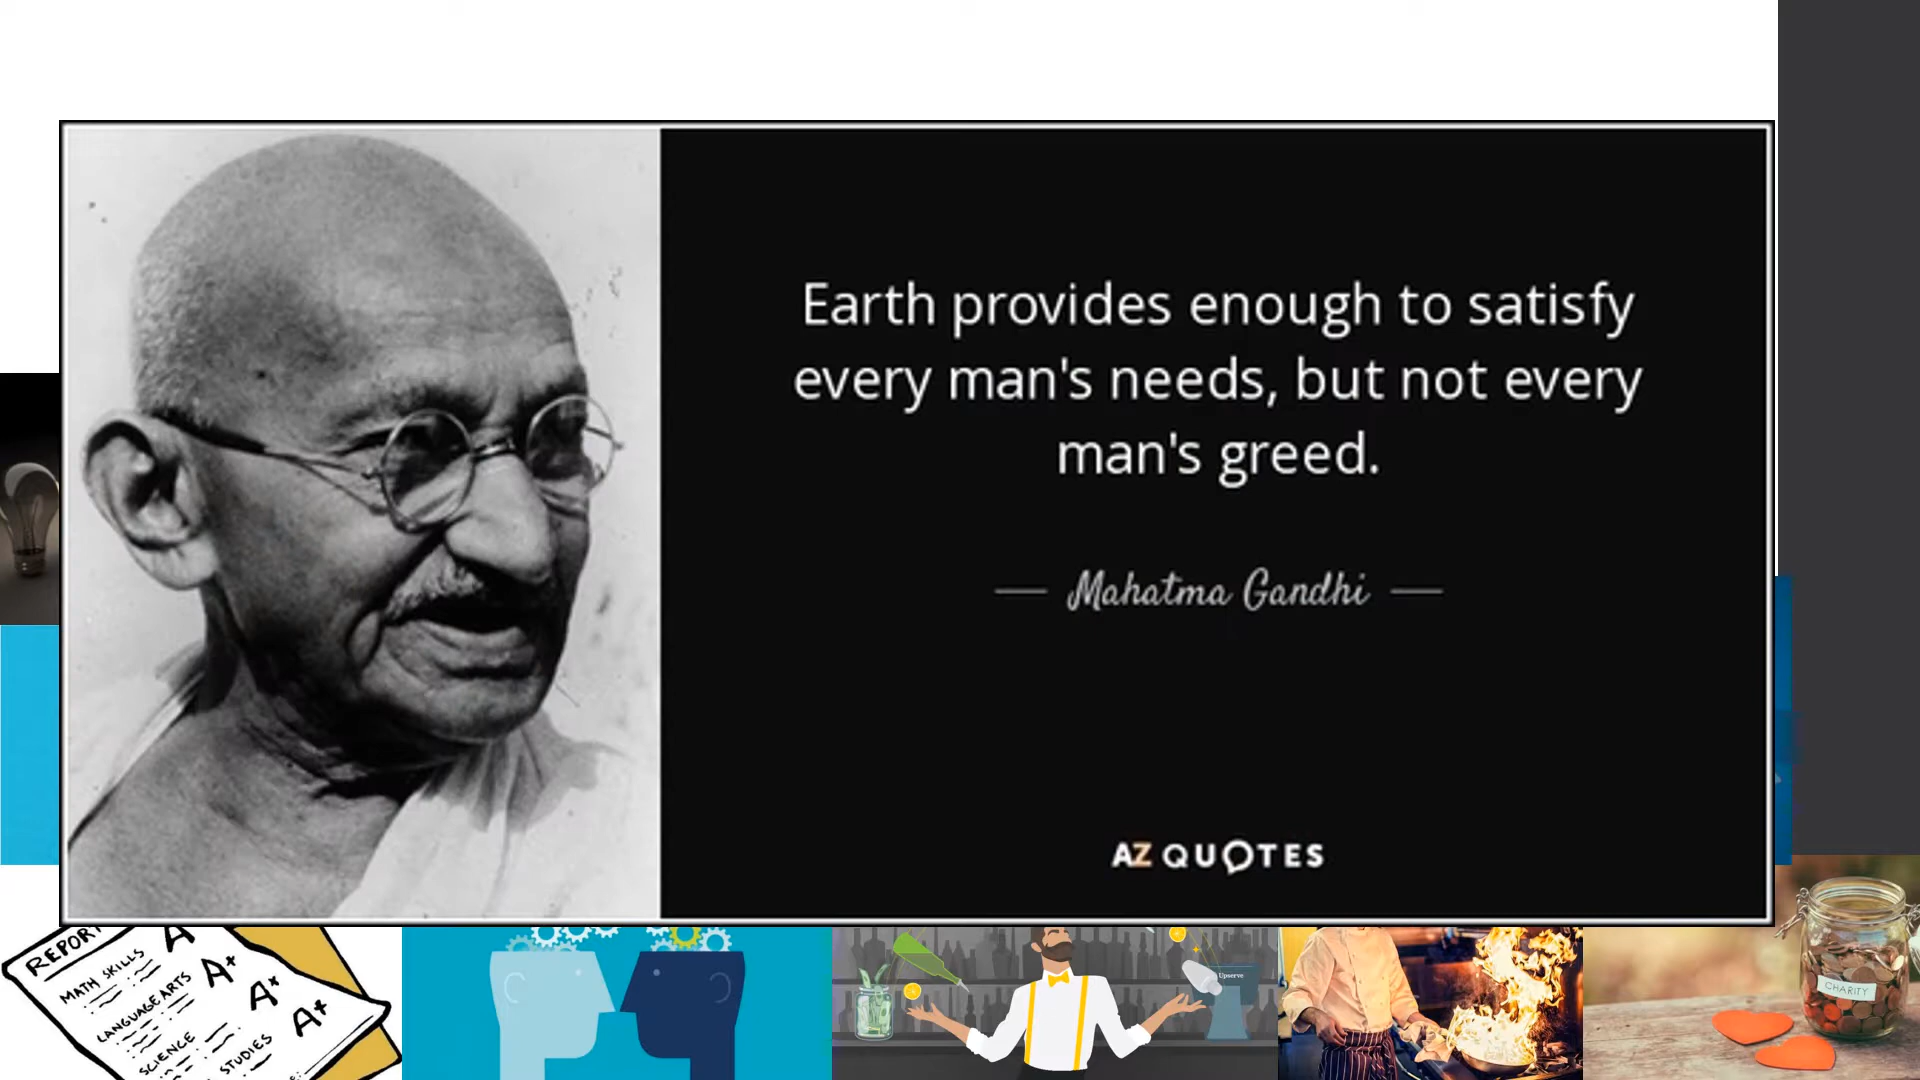 Earth provides enough to satisfy
every man's needs, but not every
man's greed.
Mahatma Gandhi
AZ QUOTES
REPORT
MATH SKILLS
LANGUAGE ARTS
SCIENCE
STUDIES
A
A+
A+
A+
Upserve
CHARITY